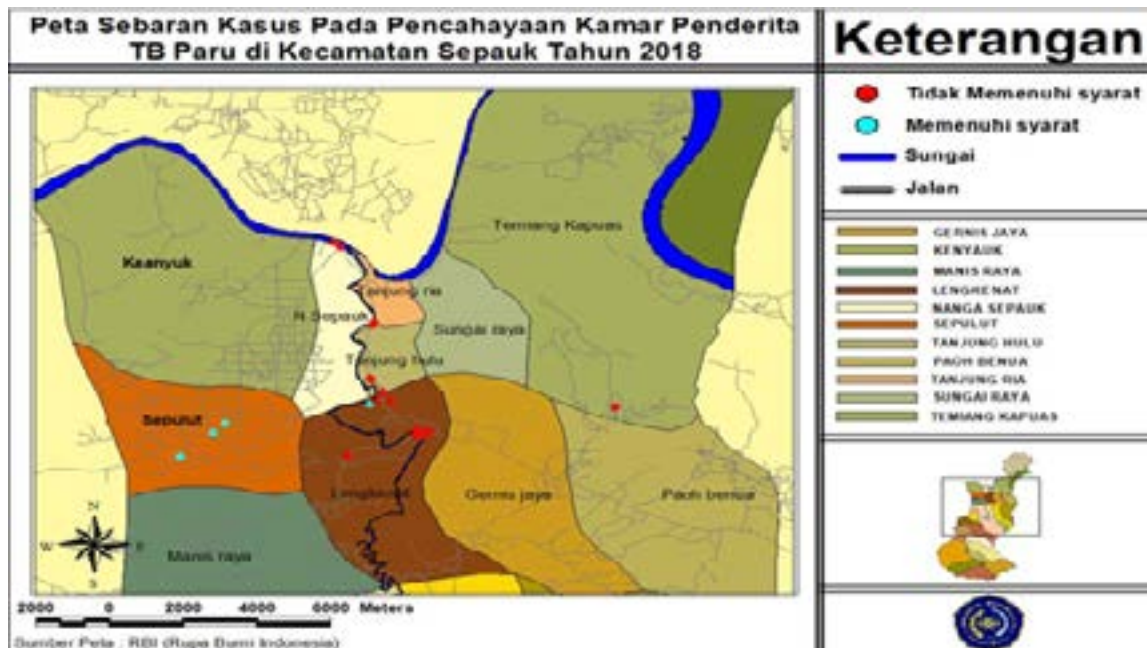 Peta Sebaran Kasus Pada Pencahayaan Kamar Penderita
TB Paru di Kecamatan Sepauk Tahun 2018
Keterangan
Tidak Memenuhi syarat
Memenuhi syarat
Sungai
Jalan
GERNIS JAYA
KENYAUK
MANIS RAYA
LENGKENAT
NANGA SEPAUK
SEPULUT
TANJUNG HULU
PAOH BENUA
TANJUNG RIA
SUNGAI RAYA
TEMIANG KAPUAS
Temiang Kapuas
Keanyuk
Tanjung ria
N Sepauk
Sungai raya
Tanjung hulu
Sepulut
Lengkenat
Gernis jaya
Paoh benua
Manis raya
N
W E
S
2000 0 2000 4000 6000 Meters
Sumber Peta : RBI (Rupa Bumi Indonesia)